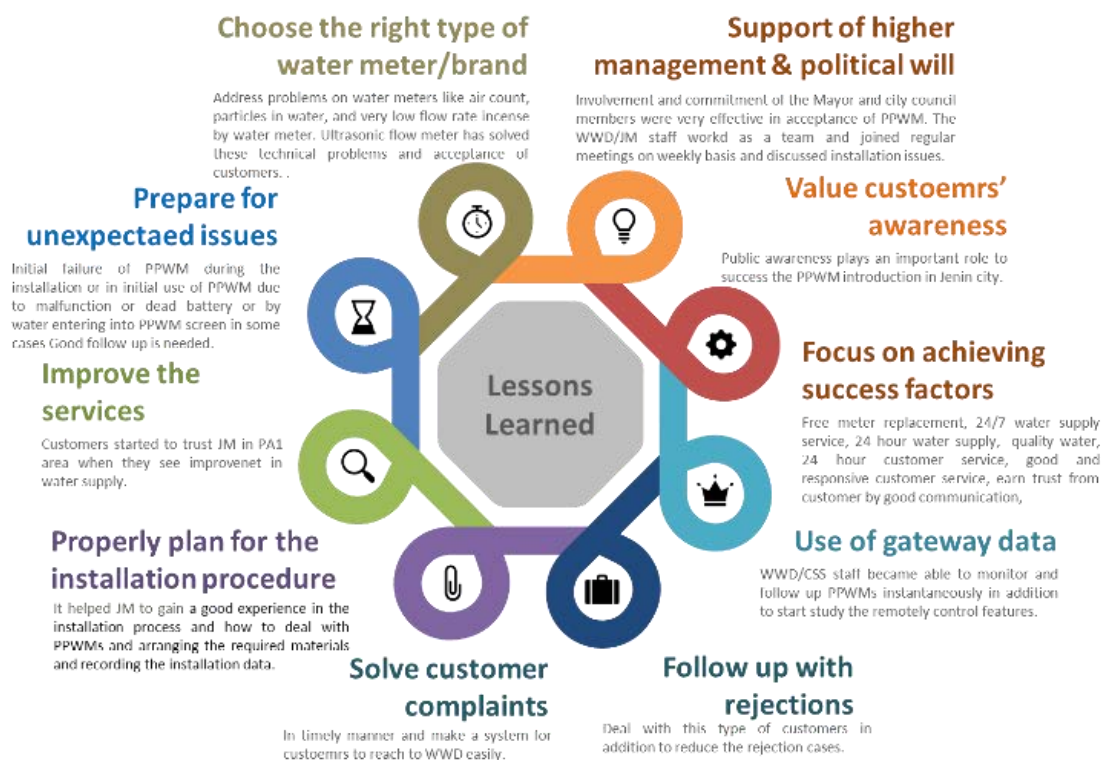 Choose the right type of
water meter/brand
Address problems on water meters like air count,
particles in water, and very low flow rate incense
by water meter. Ultrasonic flow meter has solved
these technical problems and acceptance of
customers. .
Support of higher
management & political will
Involvement and commitment of the Mayor and city council
members were very effective in acceptance of PPWM. The
WWD/JM staff workd as a team and joined regular
meetings on weekly basis and discussed installation issues.
Value custoemrs’
awareness
Public awareness plays an important role to
success the PPWM introduction in Jenin city.
Focus on achieving
success factors
Free meter replacement, 24/7 water supply
service, 24 hour water supply, quality water,
24 hour customer service, good and
responsive customer service, earn trust from
customer by good communication,
Use of gateway data
WWD/CSS staff became able to monitor and
follow up PPWMs instantaneously in addition
to start study the remotely control features.
Follow up with
rejections
Deal with this type of customers in
addition to reduce the rejection cases.
Solve customer
complaints
In timely manner and make a system for
custoemrs to reach to WWD easily.
Properly plan for the
installation procedure
It helped JM to gain a good experience in the
installation process and how to deal with
PPWMs and arranging the required materials
and recording the installation data.
Improve the
services
Customers started to trust JM in PA1
area when they see improvenet in
water supply.
Prepare for
unexpectaed issues
Initial failure of PPWM during the
installation or in initial use of PPWM due
to malfunction or dead battery or by
water entering into PPWM screen in some
cases Good follow up is needed.
Lessons
Learned